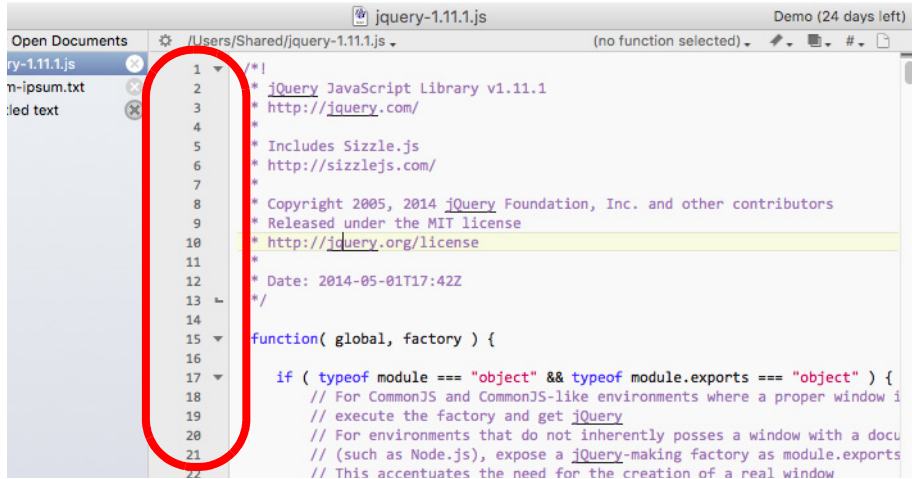 jquery-1.11.1.js
Demo (24 days left)
Open Documents
/Users/Shared/jquery-1.11.1.js
(no function selected)
#
ry-1.11.1.js
m-ipsum.txt
tled text
1 /*!
2 * jQuery JavaScript Library v1.11.1
3 * http://jquery.com/
4 *
5 * Includes Sizzle.js
6 * http://sizzlejs.com/
7 *
8 * Copyright 2005, 2014 jQuery Foundation, Inc. and other contributors
9 * Released under the MIT license
10 * http://jquery.org/license
11 *
12 * Date: 2014-05-01T17:42Z
13 */
14
15 function( global, factory ) {
16
17 if ( typeof module === "object" && typeof module.exports === "object" ) {
18 // For CommonJS and CommonJS-like environments where a proper window i
19 // execute the factory and get jQuery
20 // For environments that do not inherently posses a window with a docu
21 // (such as Node.js), expose a jQuery-making factory as module.exports
22 // This accentuates the need for the creation of a real window